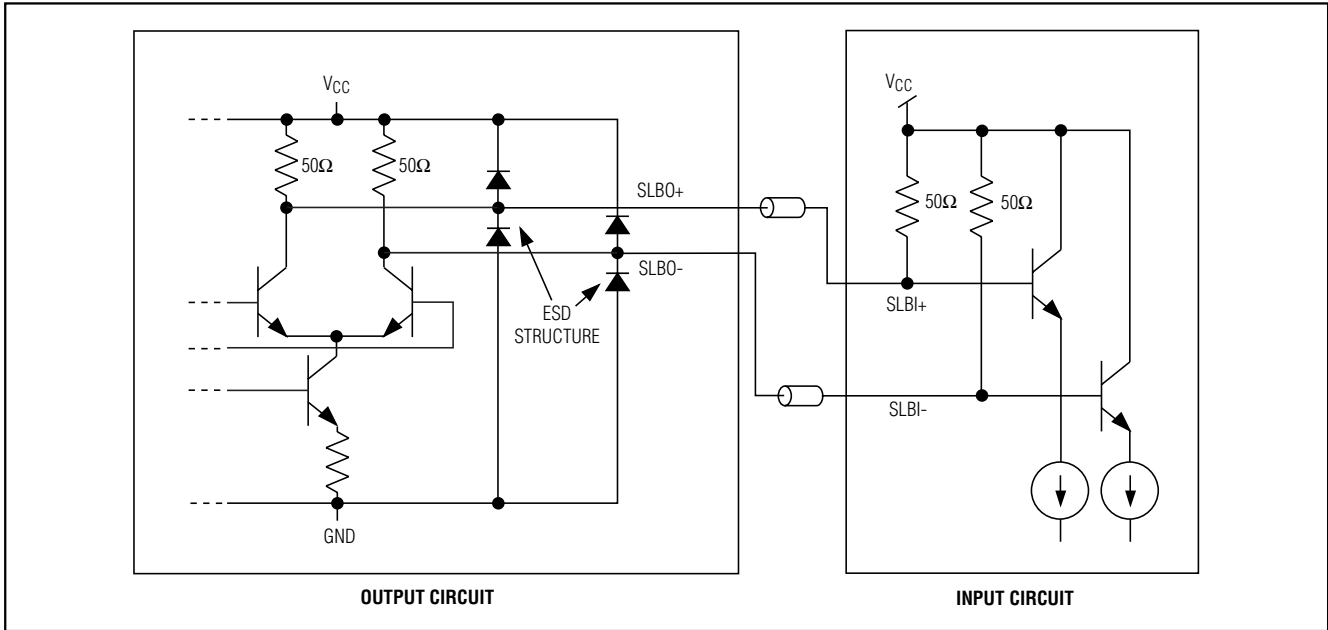 VCC
50Ω
50Ω
SLBO+
SLBO-
ESD
STRUCTURE
GND
OUTPUT CIRCUIT
VCC
50Ω
50Ω
SLBI+
SLBI-
INPUT CIRCUIT